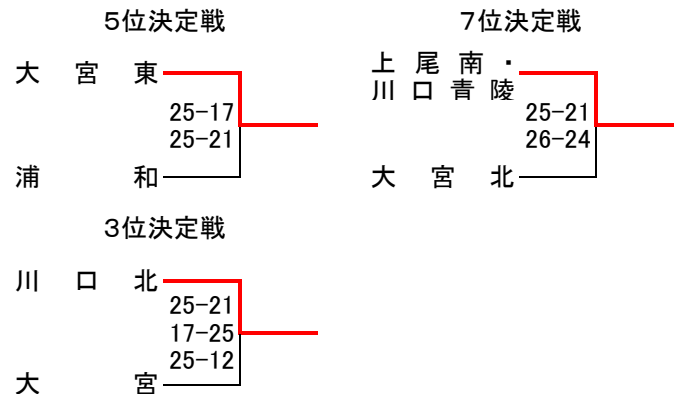 5位決定戦
大宮東
25-17
25-21
浦和
7位決定戦
上尾南・
川口青陵
25-21
26-24
大宮北
3位決定戦
川口北
25-21
17-25
25-12
大宮